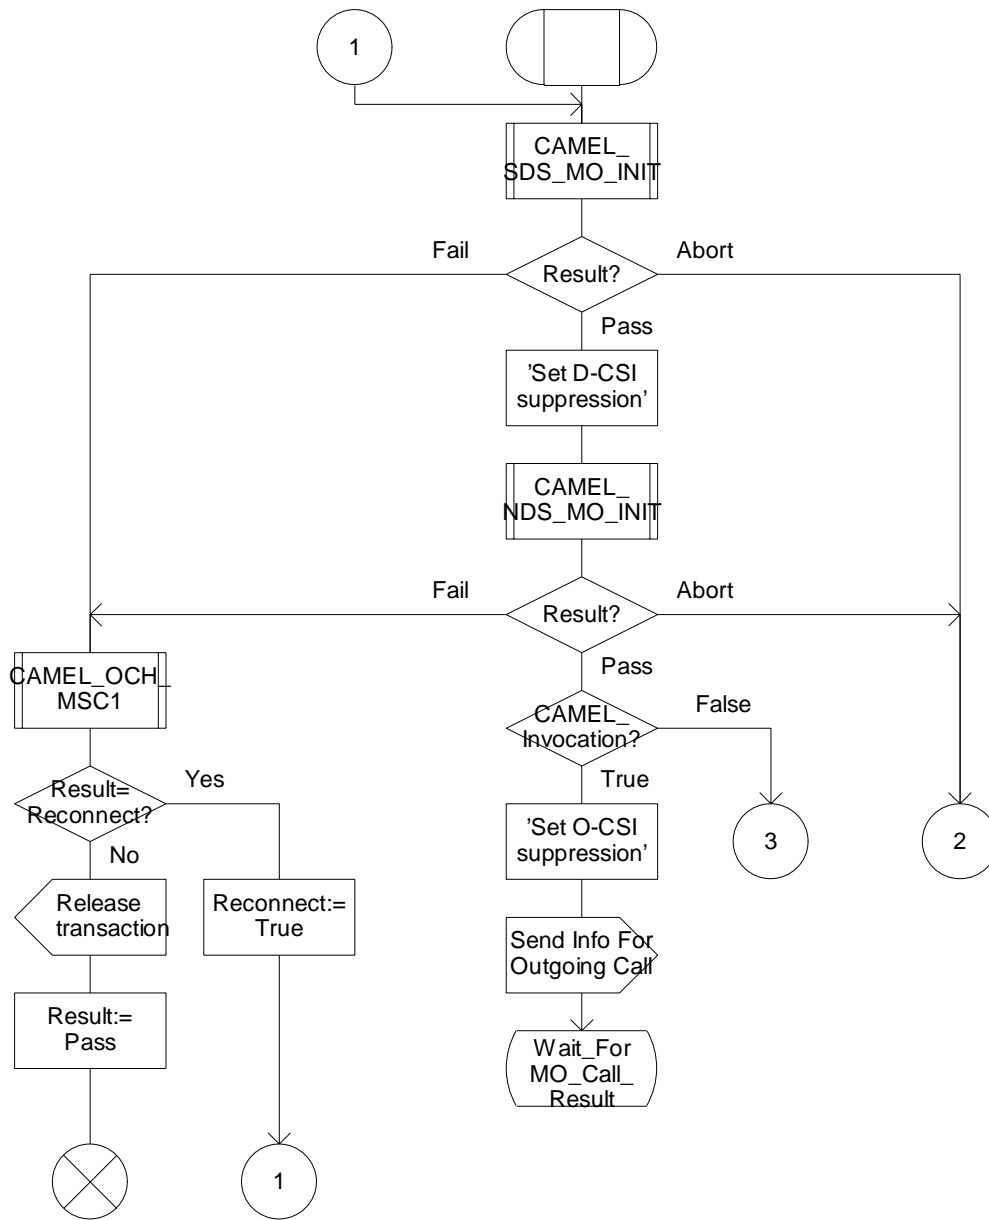 1
CAMEL_
SDS_MO_INIT
Fail
Abort
Result?
Pass
'Set D-CSI
suppression'
CAMEL_
NDS_MO_INIT
Fail
Abort
Result?
Pass
CAMEL_OCH_
MSC1
CAMEL_
Invocation?
False
True
Result=
Reconnect?
Yes
No
'Set O-CSI
suppression'
3
2
Release
transaction
Reconnect:=
True
Send Info For
Outgoing Call
Result:=
Pass
Wait_For
MO_Call_
Result
1